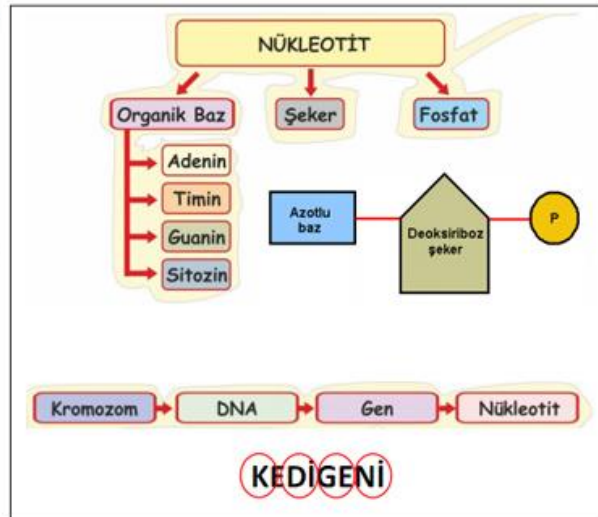 NÜKLEOTİT
Organik Baz Şeker Fosfat
Adenin
Timin
Guanin
Sitozin
Azotlu
baz
Deoksiriboz
şeker
P
Kromozom DNA Gen Nükleotit
KEDİGENİ